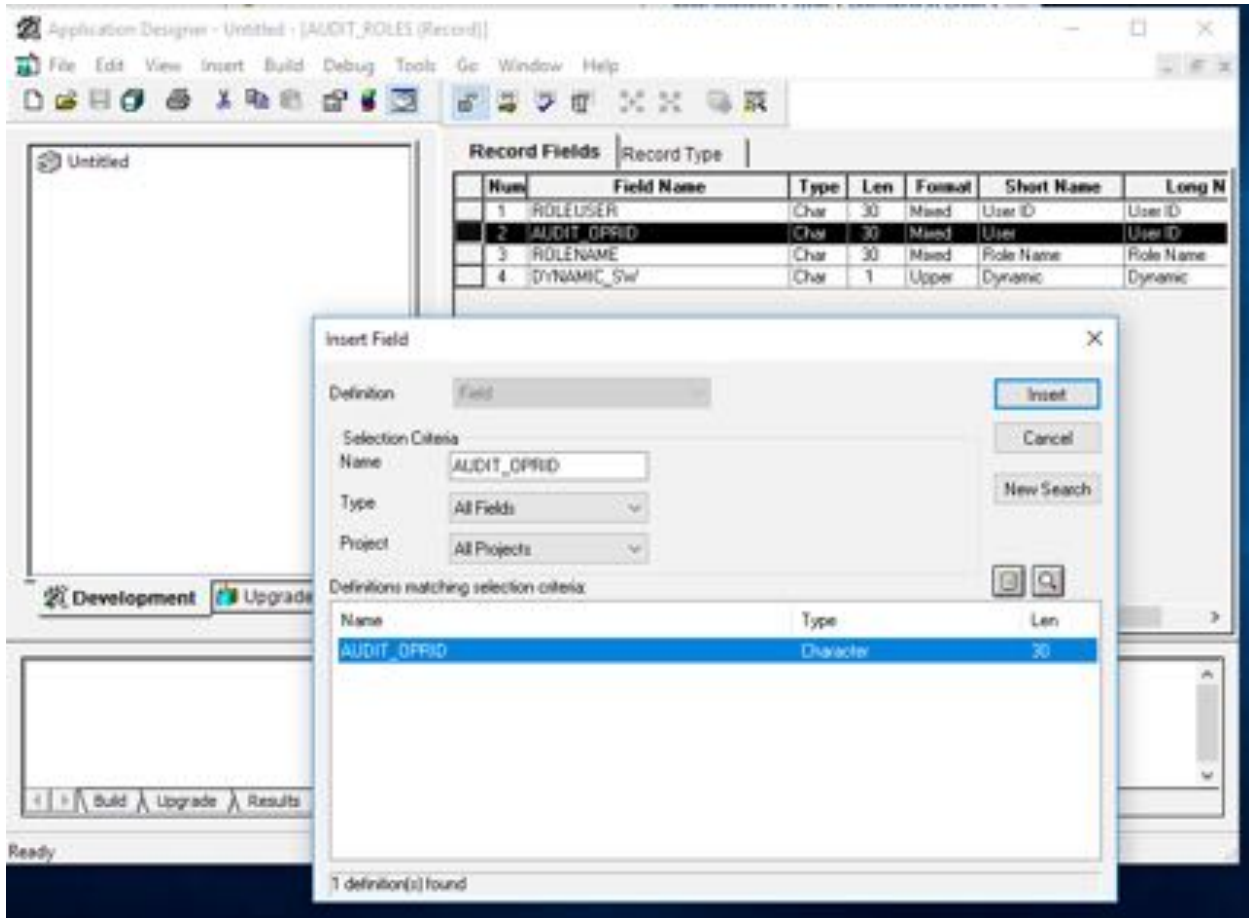 Application Designer - Untitled - [AUDIT_ROLES (Record)]
File Edit View Insert Build Debug Tools Go Window Help
Untitled
Record Fields Record Type
Num Field Name Type Len Format Short Name Long N
1 ROLEUSER Char 30 Mixed User ID User ID
2 AUDIT_OPRID Char 30 Mixed User User ID
3 ROLENAME Char 30 Mixed Role Name Role Name
4 DYNAMIC_SW Char 1 Upper Dynamic Dynamic
Insert Field
Definition Field
Insert
Selection Criteria
Cancel
Name AUDIT_OPRID
New Search
Type All Fields
Project All Projects
Development Upgrade
Definitions matching selection criteria:
Name Type Len
AUDIT_OPRID Character 30
Build Upgrade Results
Ready
1 definition(s) found